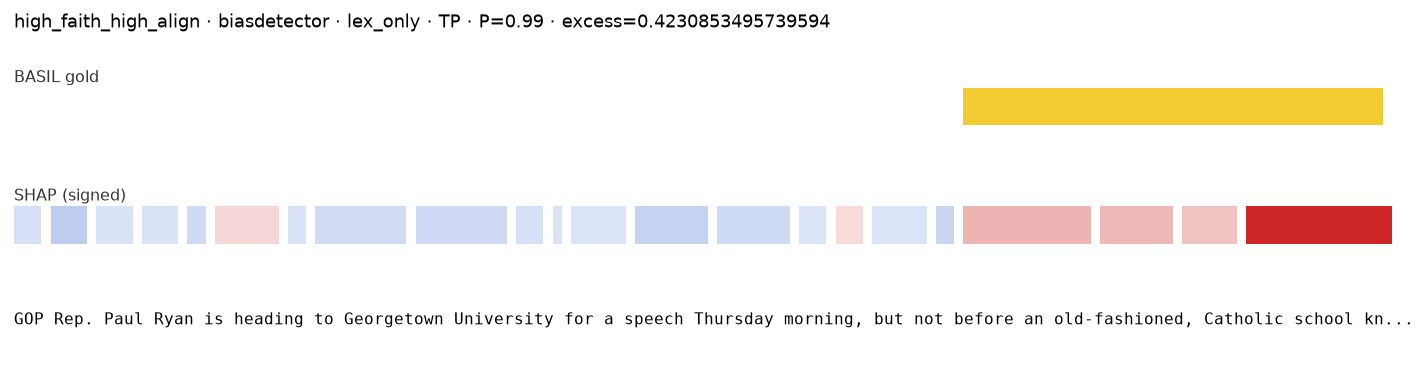 high_faith_high_align · biasdetector · lex_only · TP · P=0.99 · excess=0.4230853495739594
BASIL gold
SHAP (signed)
GOP Rep. Paul Ryan is heading to Georgetown University for a speech Thursday morning, but not before an old-fashioned, Catholic school kn...